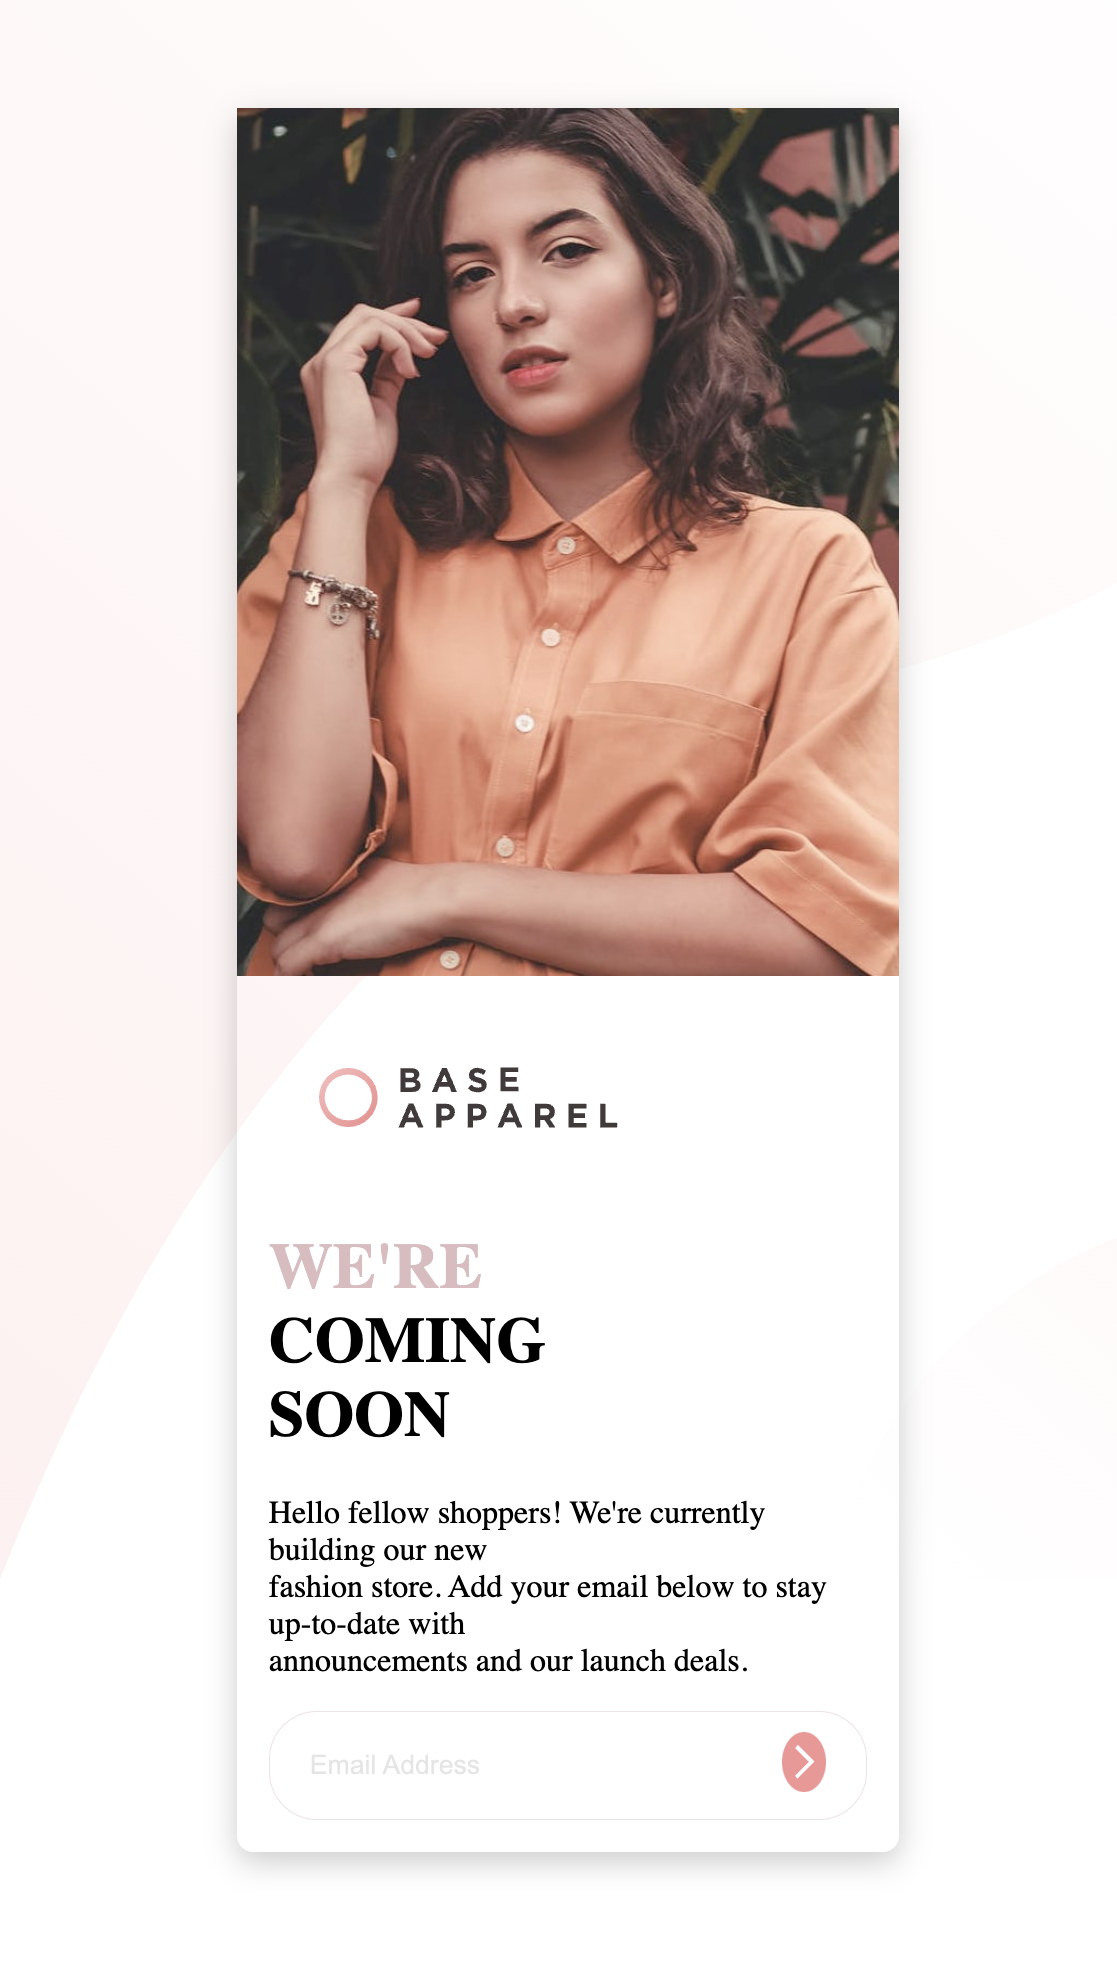 BASE
APPAREL
WE'RE
COMING
SOON
Hello fellow shoppers! We're currently
building our new
fashion store. Add your email below to stay
up-to-date with
announcements and our launch deals.
Email Address